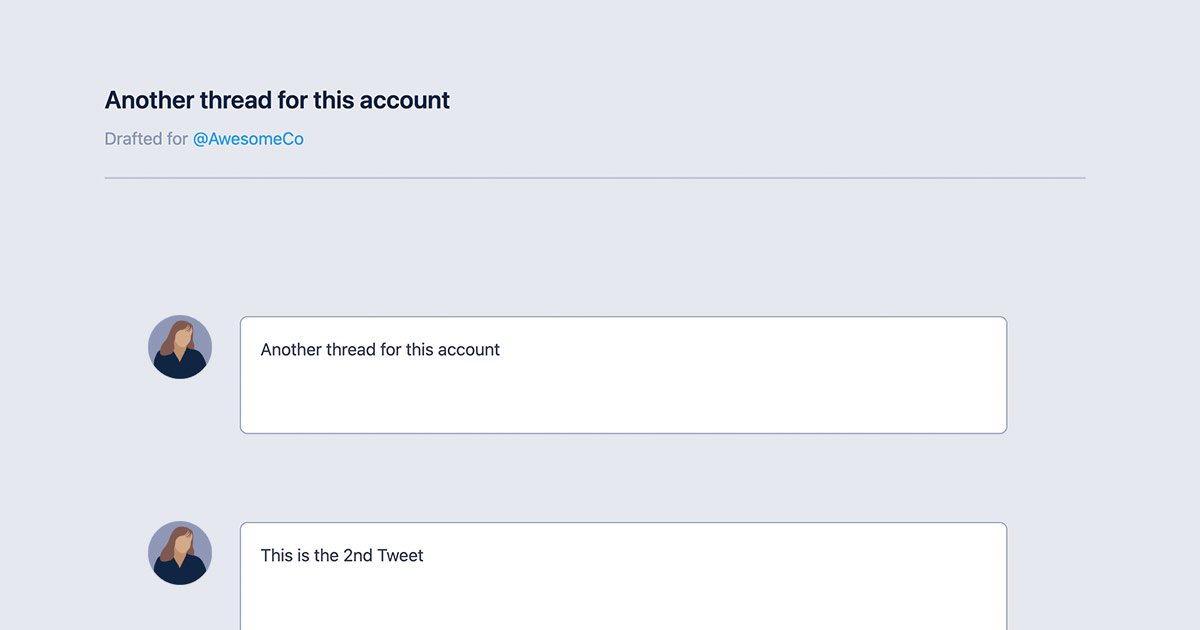 Another thread for this account
Drafted for @AwesomeCo
Another thread for this account
This is the 2nd Tweet